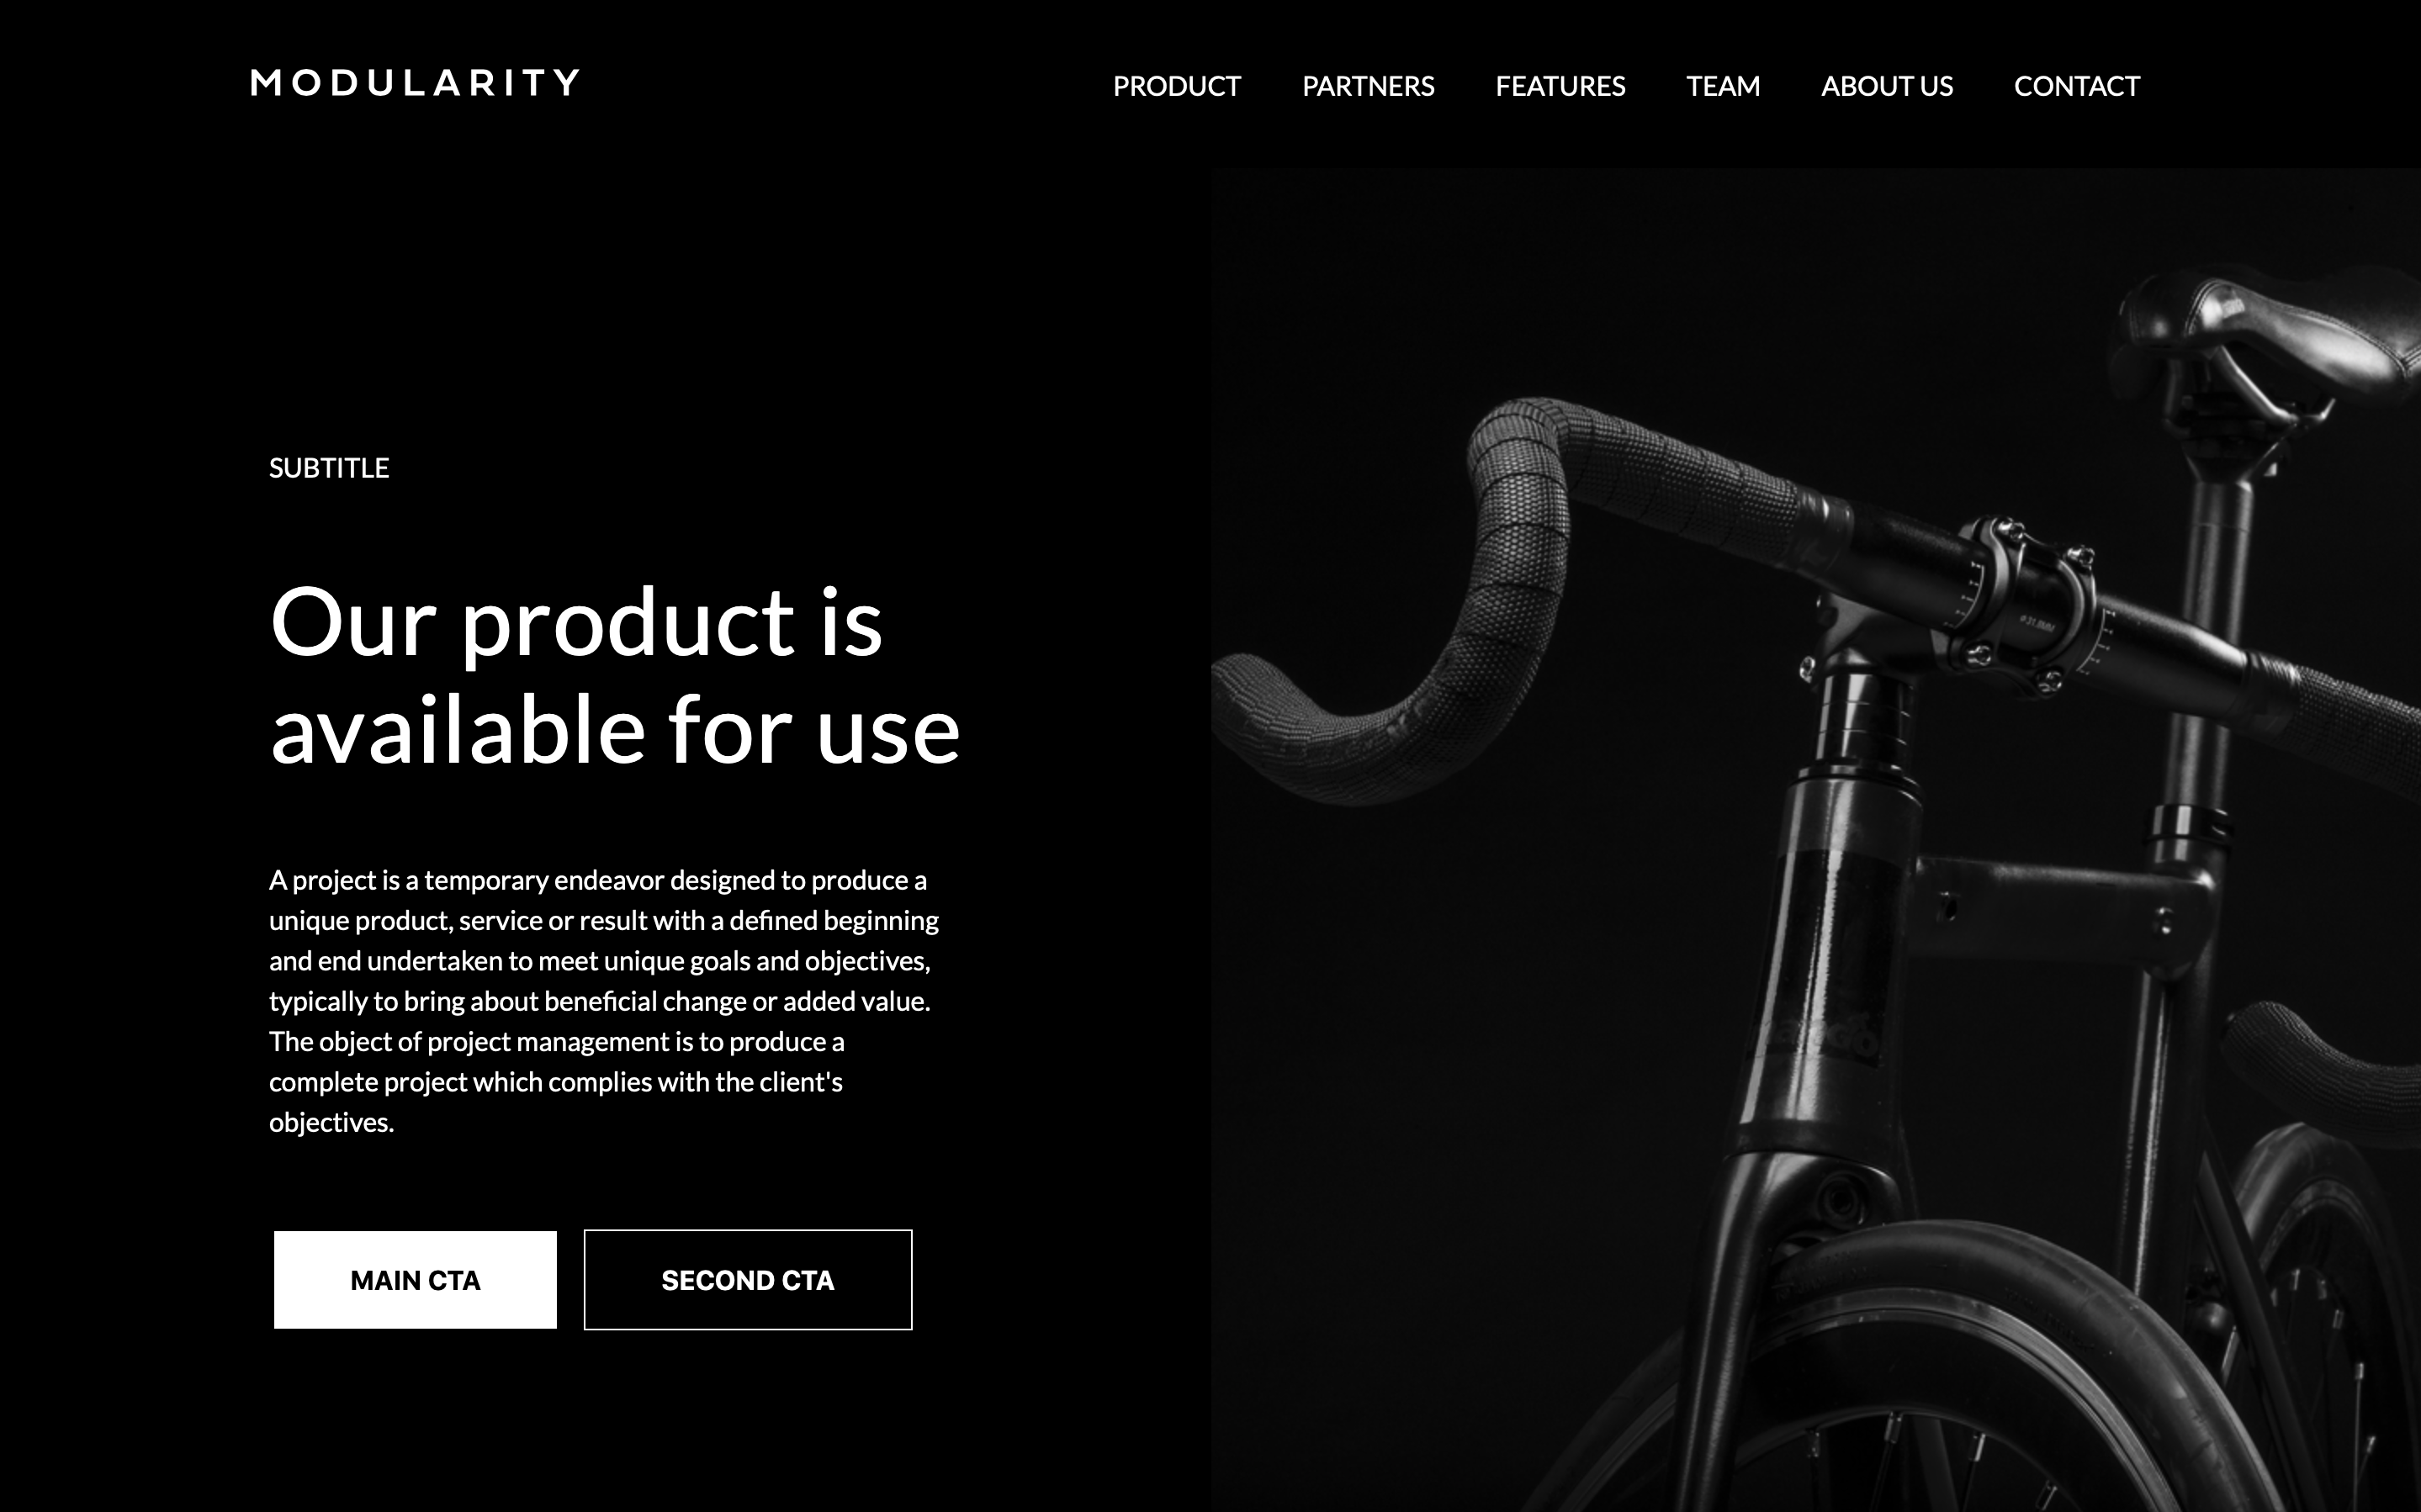 MODULARITY
PRODUCT PARTNERS FEATURES TEAM ABOUT US CONTACT
SUBTITLE
Our product is
available for use
A project is a temporary endeavor designed to produce a
unique product, service or result with a defined beginning
and end undertaken to meet unique goals and objectives,
typically to bring about beneficial change or added value.
The object of project management is to produce a
complete project which complies with the client's
objectives.
MAIN CTA SECOND CTA
ø31.8MM